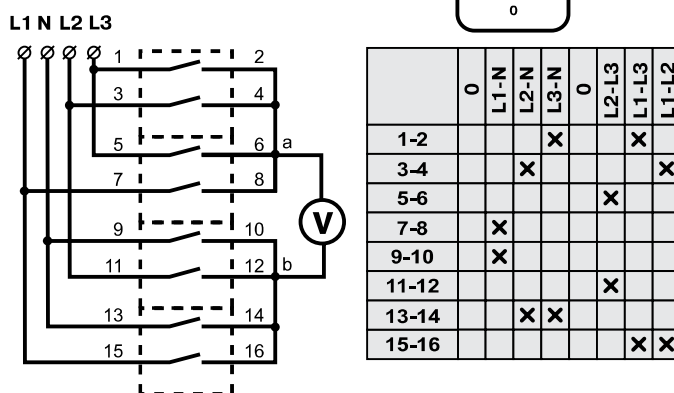 0
L1 N L2 L3
1 2
3 4
5 6 a
7 8
9 10
11 12 b
13 14
15 16
V
0 L1-N L2-N L3-N 0 L2-L3 L1-L3 L1-L2
1-2 × ×
3-4 × ×
5-6 ×
7-8 ×
9-10 ×
11-12 ×
13-14 × ×
15-16 × ×